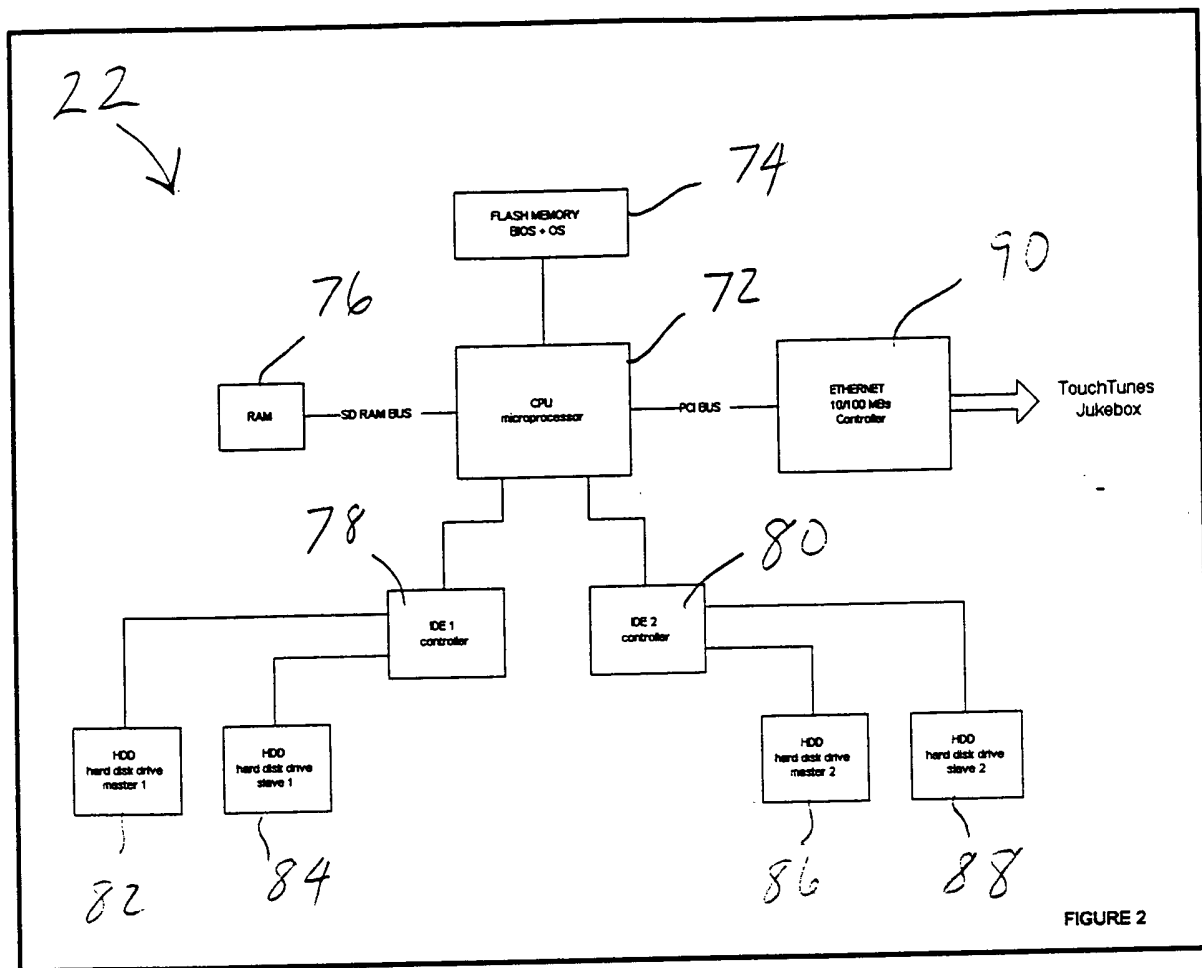 22
74
FLASH MEMORY
BIOS + OS
90
76
72
RAM
SD RAM BUS
CPU
microprocessor
PCI BUS
ETHERNET
10/100 MBs
Controller
TouchTunes
Jukebox
78
80
IDE 1
controller
IDE 2
controller
HDD
hard disk drive
master 1
HDD
hard disk drive
slave 1
HDD
hard disk drive
master 2
HDD
hard disk drive
slave 2
82
84
86
88
FIGURE 2